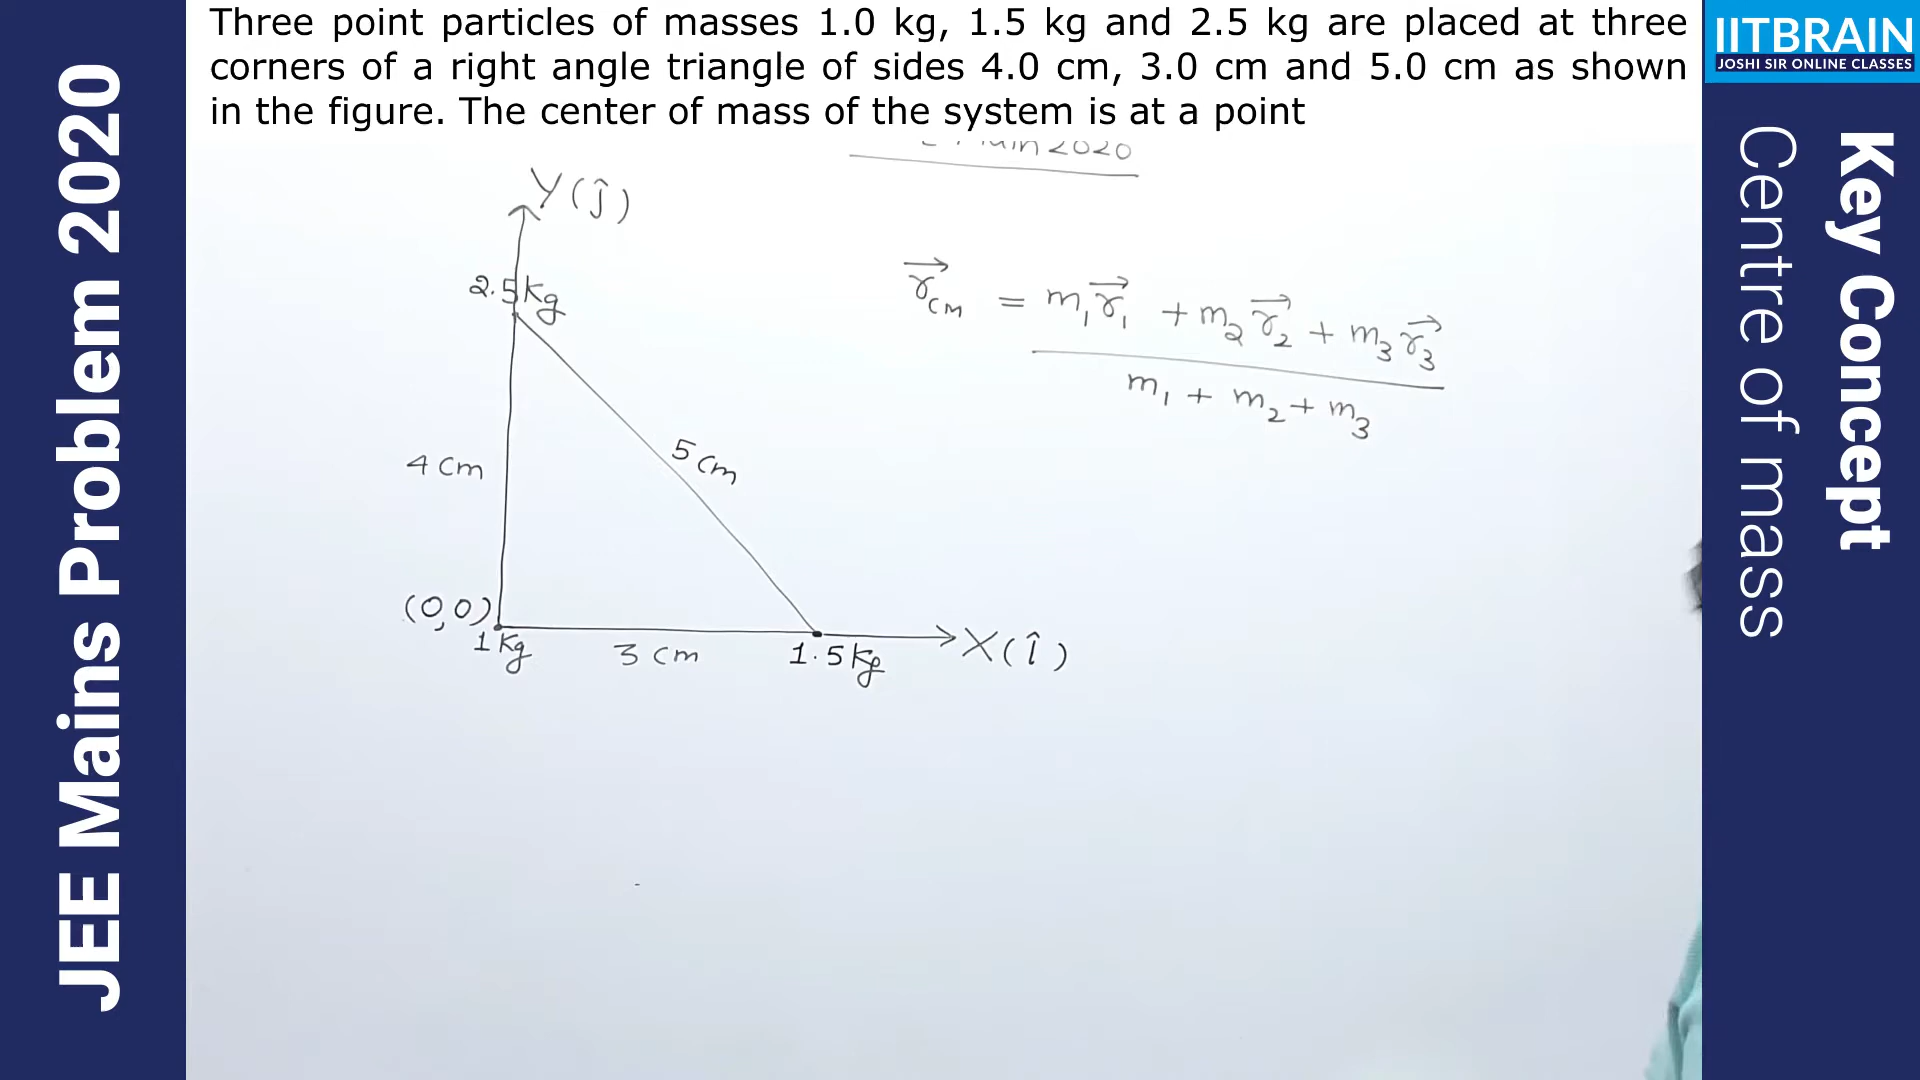 Three point particles of masses 1.0 kg, 1.5 kg and 2.5 kg are placed at three
corners of a right angle triangle of sides 4.0 cm, 3.0 cm and 5.0 cm as shown
in the figure. The center of mass of the system is at a point
IITBRAIN
JOSHI SIR ONLINE CLASSES
JEE Mains Problem 2020
Key Concept
Centre of mass
2020
Y(ĵ)
2.5kg
4 cm
5 cm
(0,0)
1 kg
3 cm
1.5kg
X(î)
r⃗cm = m₁r⃗₁ + m₂r⃗₂ + m₃r⃗₃
m₁ + m₂ + m₃